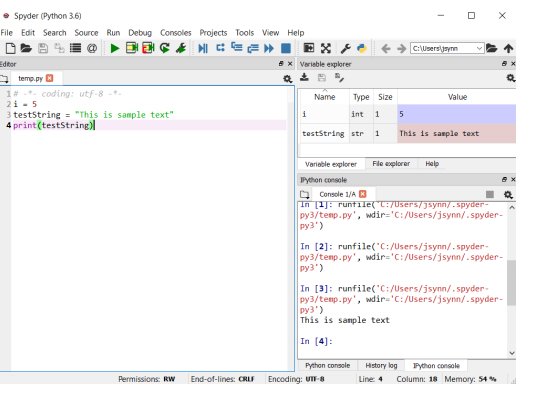 Spyder (Python 3.6)
File Edit Search Source Run Debug Consoles Projects Tools View Help
C:\Users\jsynn
Editor
temp.py
1 # -*- coding: utf-8 -*-
2 i = 5
3 testString = "This is sample text"
4 print(testString)
Variable explorer
Name Type Size Value
i int 1 5
testString str 1 This is sample text
Variable explorer File explorer Help
IPython console
Console 1/A
In [1]: runfile('C:/Users/jsynn/.spyder-
py3/temp.py', wdir='C:/Users/jsynn/.spyder-
py3')
In [2]: runfile('C:/Users/jsynn/.spyder-
py3/temp.py', wdir='C:/Users/jsynn/.spyder-
py3')
In [3]: runfile('C:/Users/jsynn/.spyder-
py3/temp.py', wdir='C:/Users/jsynn/.spyder-
py3')
This is sample text
In [4]:
Python console History log IPython console
Permissions: RW End-of-lines: CRLF Encoding: UTF-8 Line: 4 Column: 18 Memory: 54 %